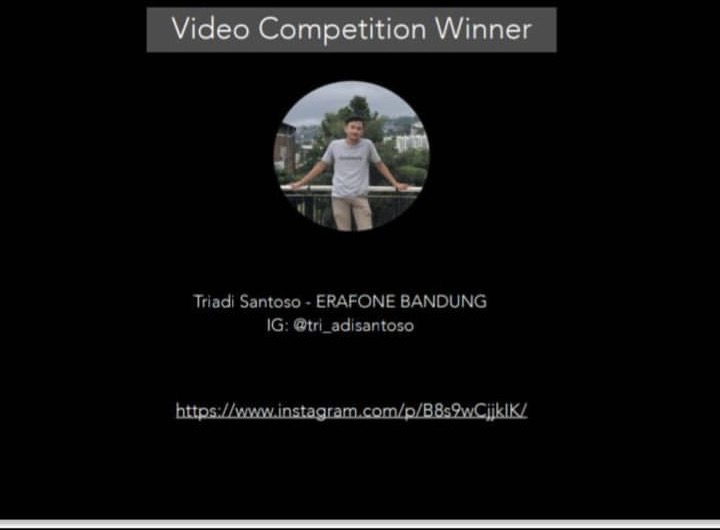 Video Competition Winner
Triadi Santoso - ERAFONE BANDUNG
IG: @tri_adisantoso
https://www.instagram.com/p/B8s9wCjjkIK/